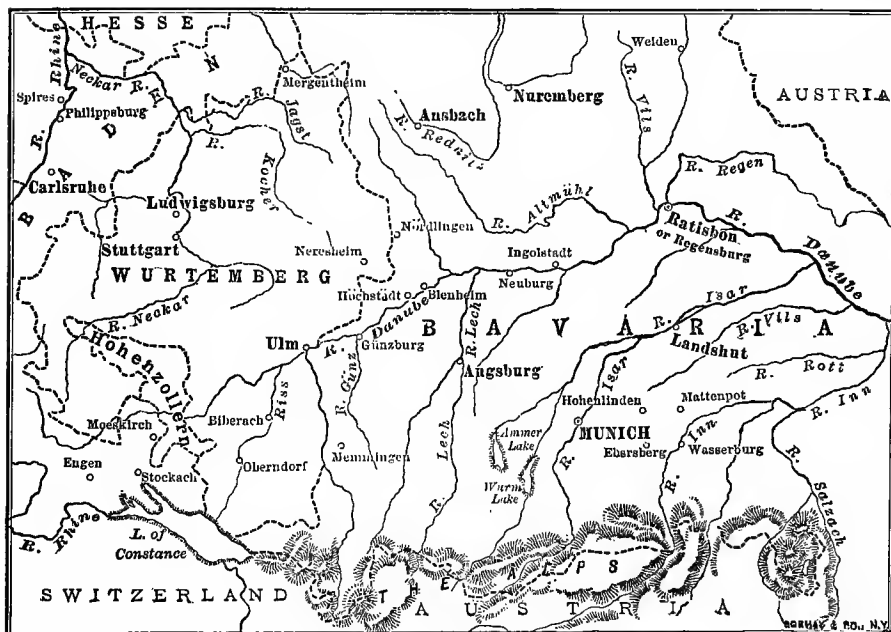 HESSE
R. Rhine
Neckar R.
Spires
Philippsburg
BADEN
Carlsruhe
Ludwigsburg
Stuttgart
WURTEMBERG
R. Neckar
Hohenzollern
Mergentheim
R. Jagst
R. Kocher
Ansbach
R. Rednitz
Nuremberg
Weiden
R. Vils
AUSTRIA
R. Regen
Nördlingen
R. Altmühl
Ratisbon
or Regensburg
R. Danube
Neresheim
Ingolstadt
Neuburg
Höchstädt
Blenheim
R. Danube
BAVARIA
R. Isar
R. Vils
Ulm
Günzburg
R. Günz
R. Lech
Augsburg
Landshut
Isar
R. Rott
R. Inn
Moeskirch
Biberach
Riss
Hohenlinden
Mattenpot
MUNICH
Ammer
Lake
Engen
Stockach
Oberndorf
Memmingen
R. Lech
Wurm
Lake
R.
Ebersberg
R. Inn
Wasserburg
R. Salzach
R. Rhine
L. of
Constance
THE ALPS
SWITZERLAND
AUSTRIA
N.Y.